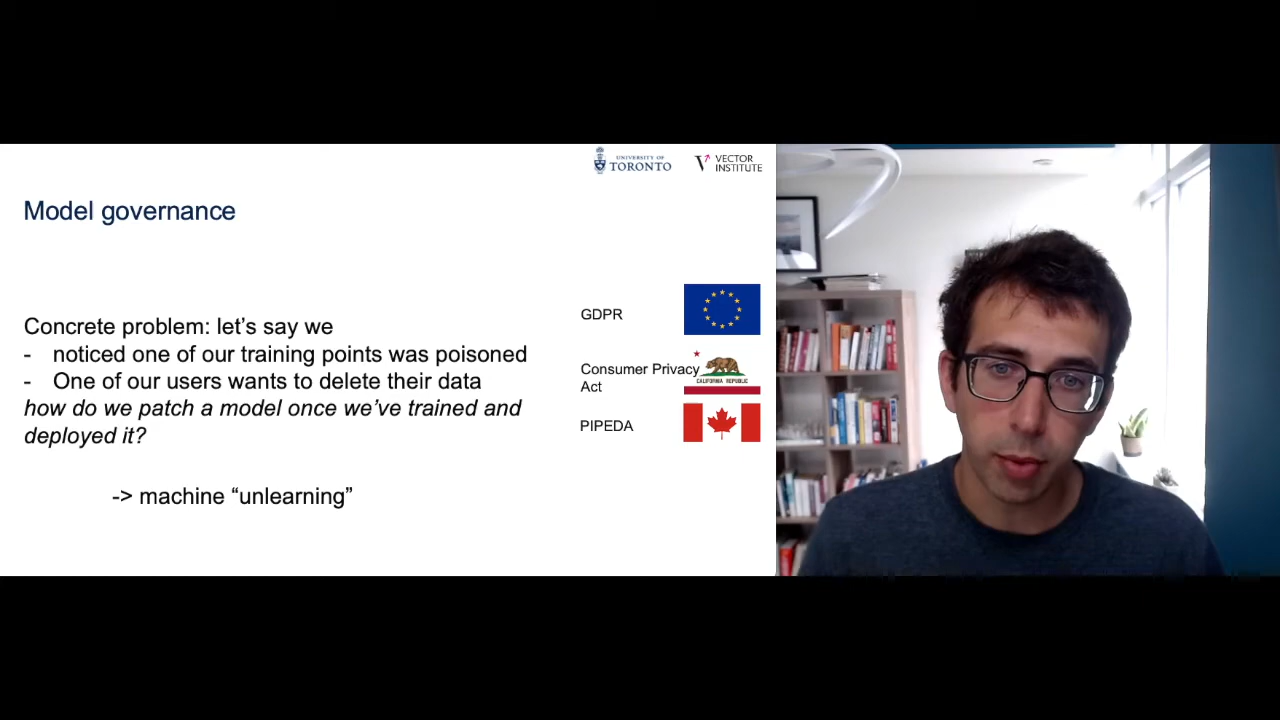 UNIVERSITY OF
TORONTO
VECTOR
INSTITUTE
Model governance
Concrete problem: let’s say we
- noticed one of our training points was poisoned
- One of our users wants to delete their data
how do we patch a model once we’ve trained and
deployed it?
-> machine “unlearning”
GDPR
Consumer Privacy
Act
CALIFORNIA REPUBLIC
PIPEDA